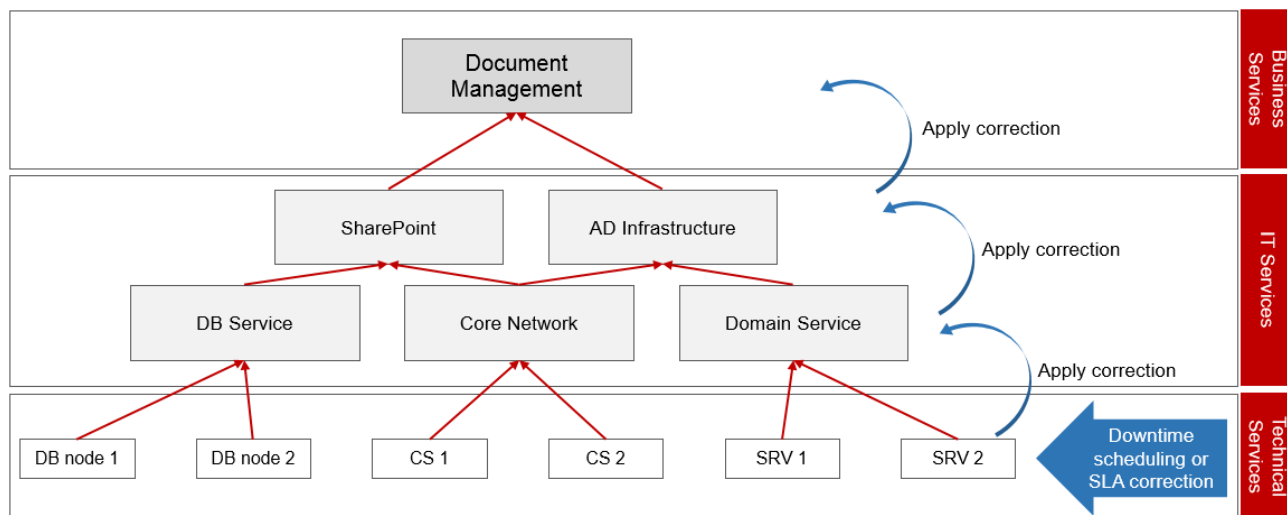 Document
Management
Apply correction
Business
Services
SharePoint
AD Infrastructure
Apply correction
DB Service
Core Network
Domain Service
Apply correction
IT Services
DB node 1
DB node 2
CS 1
CS 2
SRV 1
SRV 2
Downtime
scheduling or
SLA correction
Technical
Services